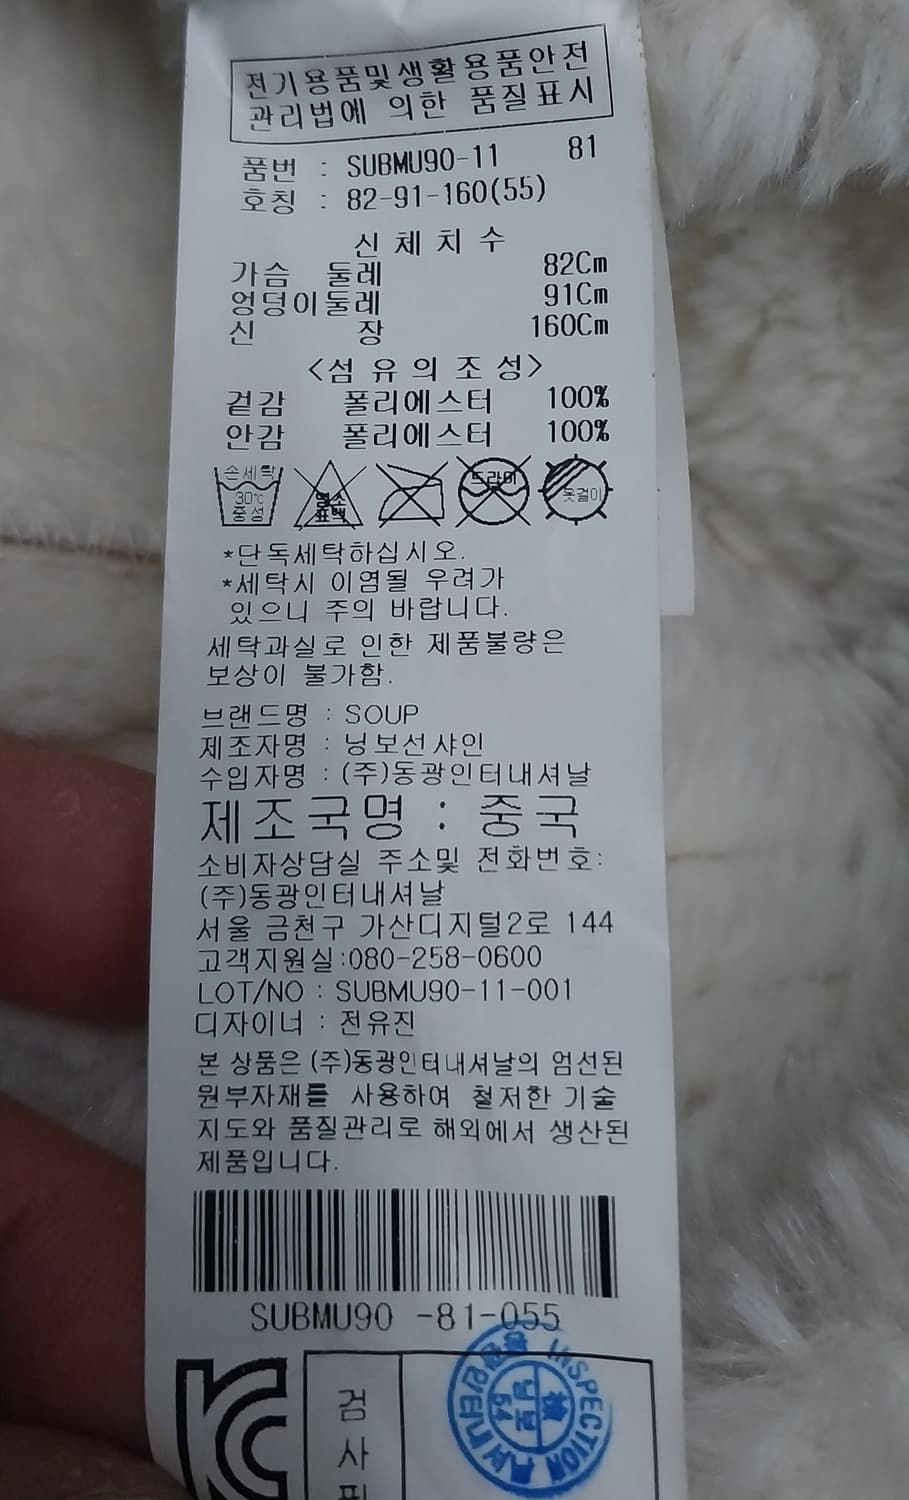 전기용품및생활용품안전
관리법에 의한 품질표시
품번 : SUBMU90-11 81
호칭 : 82-91-160(55)
신체치수
가슴 둘레 82Cm
엉덩이둘레 91Cm
신 장 160Cm
<섬유의조성>
겉감 폴리에스터 100%
안감 폴리에스터 100%
손세탁 30℃ 중성 염소 표백 드라이 옷걸이
*단독세탁하십시오.
*세탁시 이염될 우려가
있으니 주의 바랍니다.
세탁과실로 인한 제품불량은
보상이 불가함.
브랜드명 : SOUP
제조자명 : 닝보선샤인
수입자명 : (주)동광인터내셔날
제조국명 : 중국
소비자상담실 주소및 전화번호:
(주)동광인터내셔날
서울 금천구 가산디지털2로 144
고객지원실:080-258-0600
LOT/NO : SUBMU90-11-001
디자이너 : 전유진
본 상품은 (주)동광인터내셔날의 엄선된
원부자재를 사용하여 철저한 기술
지도와 품질관리로 해외에서 생산된
제품입니다.
SUBMU90 -81-055
검
사
필
INSPECTION